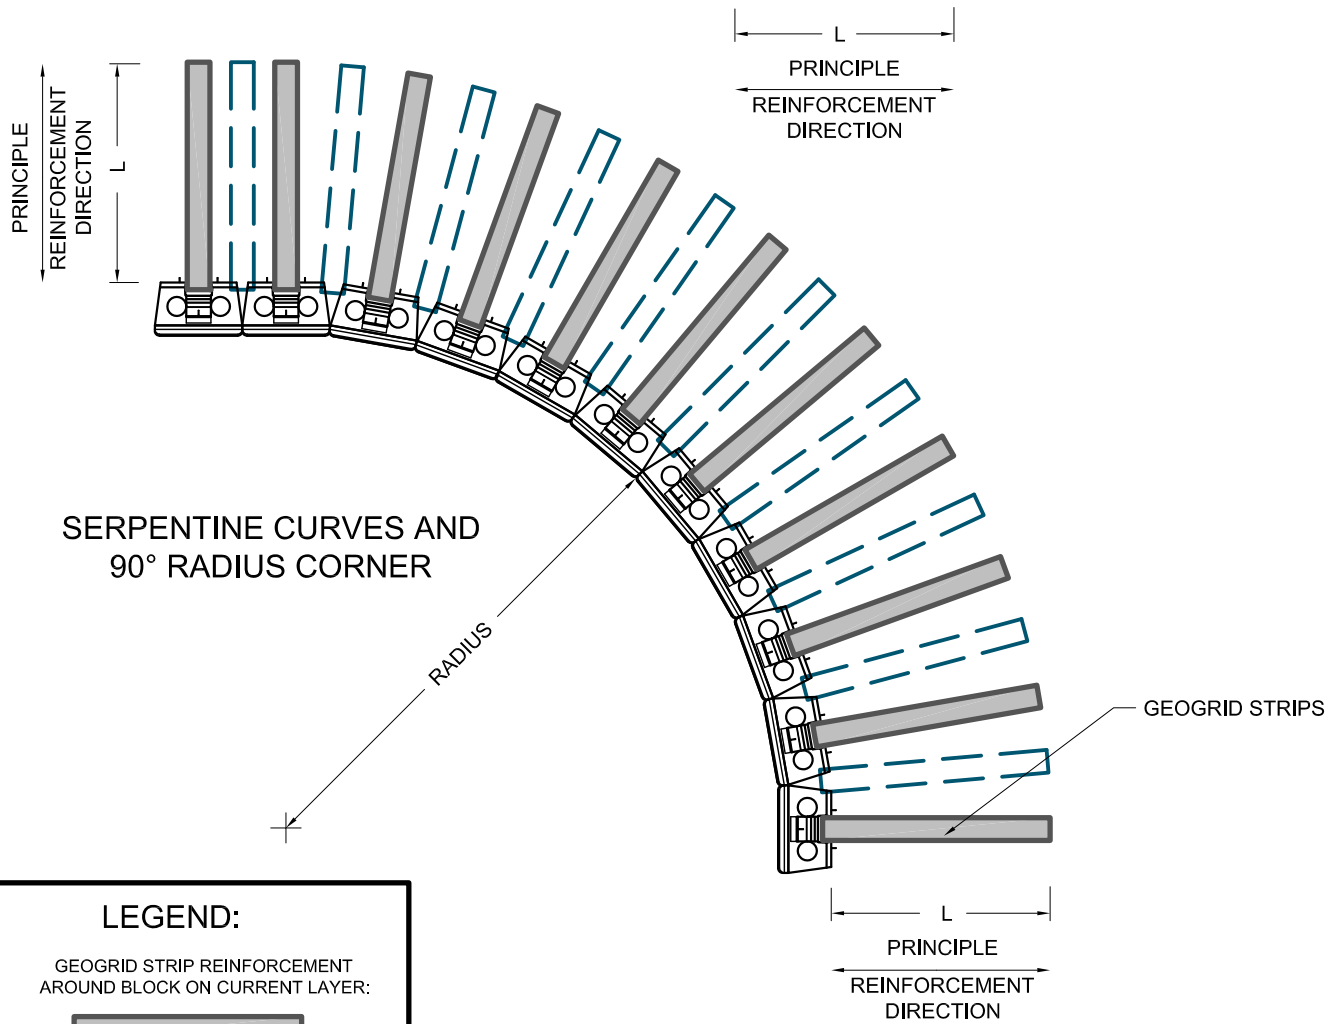 L
PRINCIPLE
REINFORCEMENT
DIRECTION
PRINCIPLE
REINFORCEMENT
DIRECTION
L
SERPENTINE CURVES AND
90° RADIUS CORNER
RADIUS
GEOGRID STRIPS
L
PRINCIPLE
REINFORCEMENT
DIRECTION
LEGEND:
GEOGRID STRIP REINFORCEMENT
AROUND BLOCK ON CURRENT LAYER: